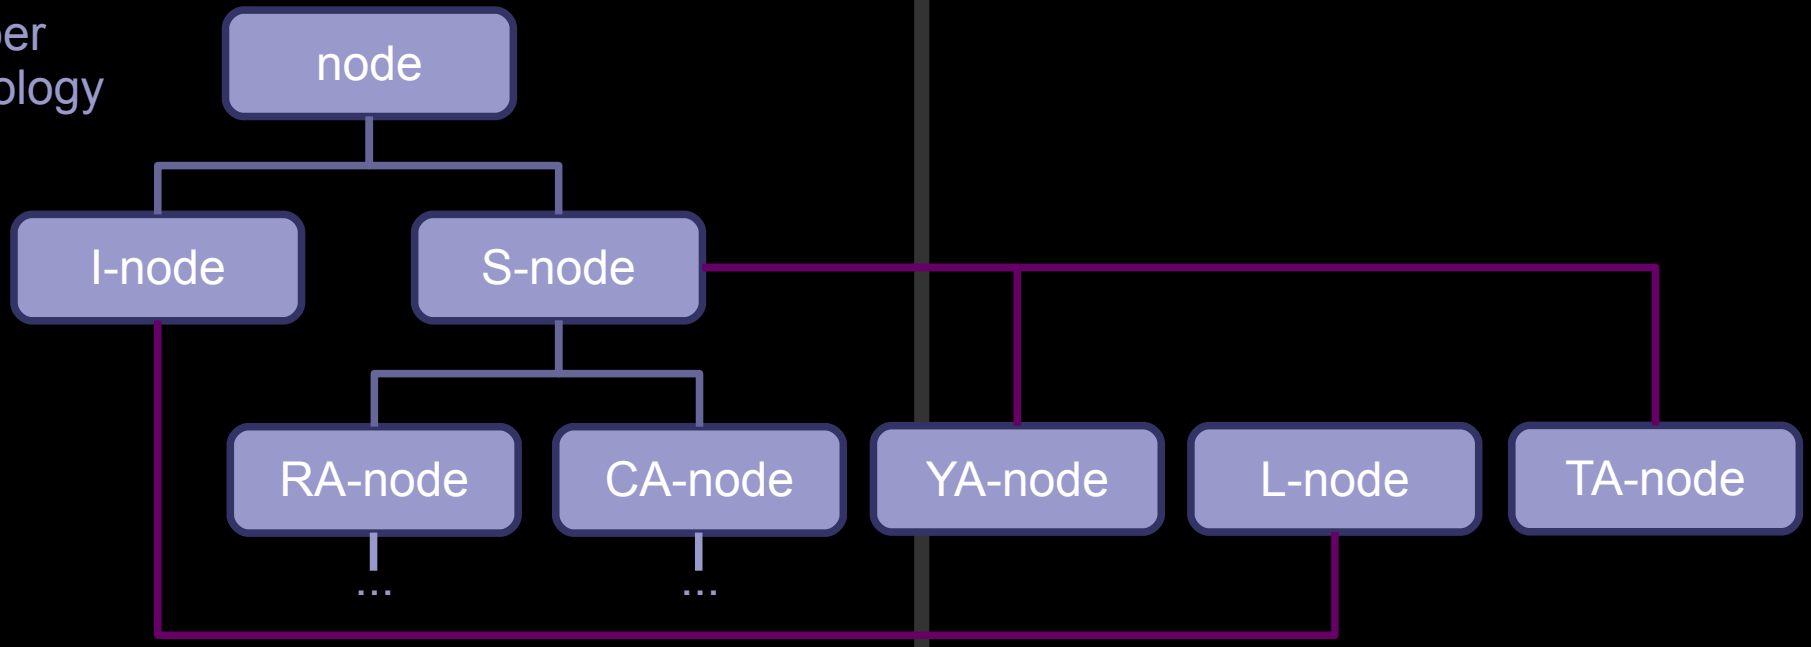 node
I-node
S-node
RA-node
CA-node
YA-node
L-node
TA-node
...
...